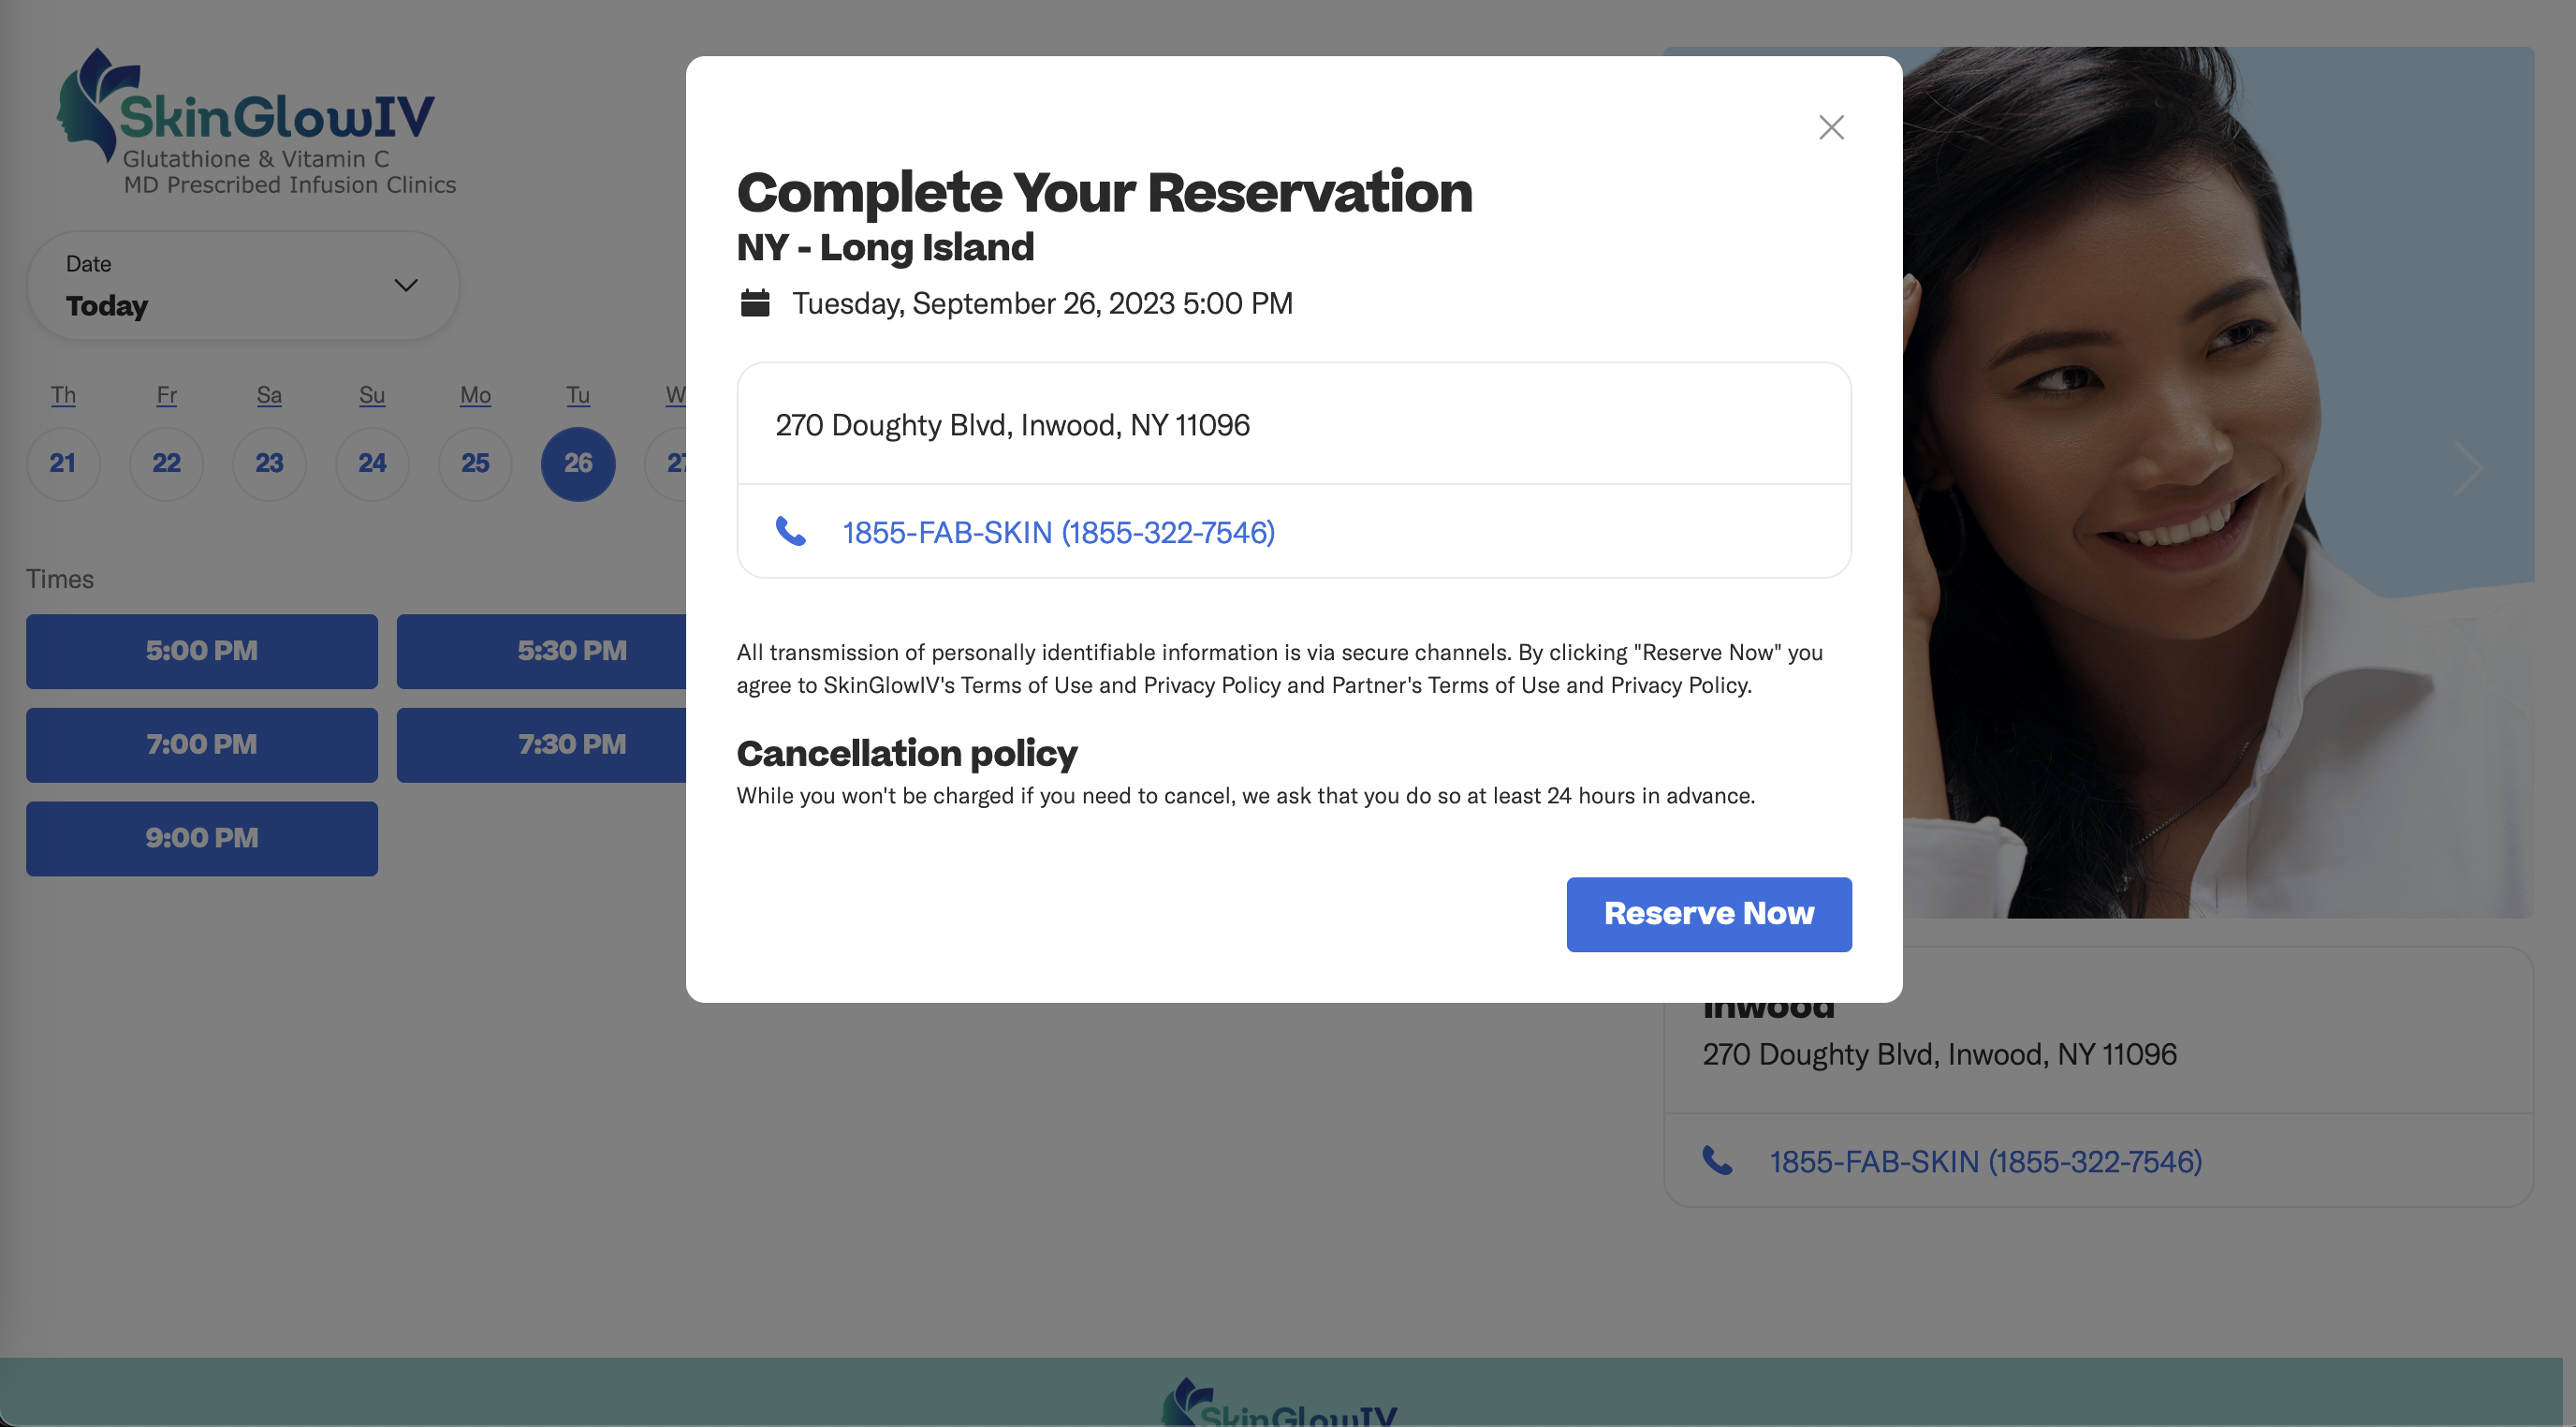 SkinGlowIV
Glutathione & Vitamin C
MD Prescribed Infusion Clinics
Date
Today
Th Fr Sa Su Mo Tu
21 22 23 24 25 26
Times
5:00 PM 5:30 PM
7:00 PM 7:30 PM
9:00 PM
Complete Your Reservation
NY - Long Island
Tuesday, September 26, 2023 5:00 PM
270 Doughty Blvd, Inwood, NY 11096
1855-FAB-SKIN (1855-322-7546)
All transmission of personally identifiable information is via secure channels. By clicking "Reserve Now" you
agree to SkinGlowIV's Terms of Use and Privacy Policy and Partner's Terms of Use and Privacy Policy.
Cancellation policy
While you won't be charged if you need to cancel, we ask that you do so at least 24 hours in advance.
Reserve Now
Inwood
270 Doughty Blvd, Inwood, NY 11096
1855-FAB-SKIN (1855-322-7546)
SkinGlowIV